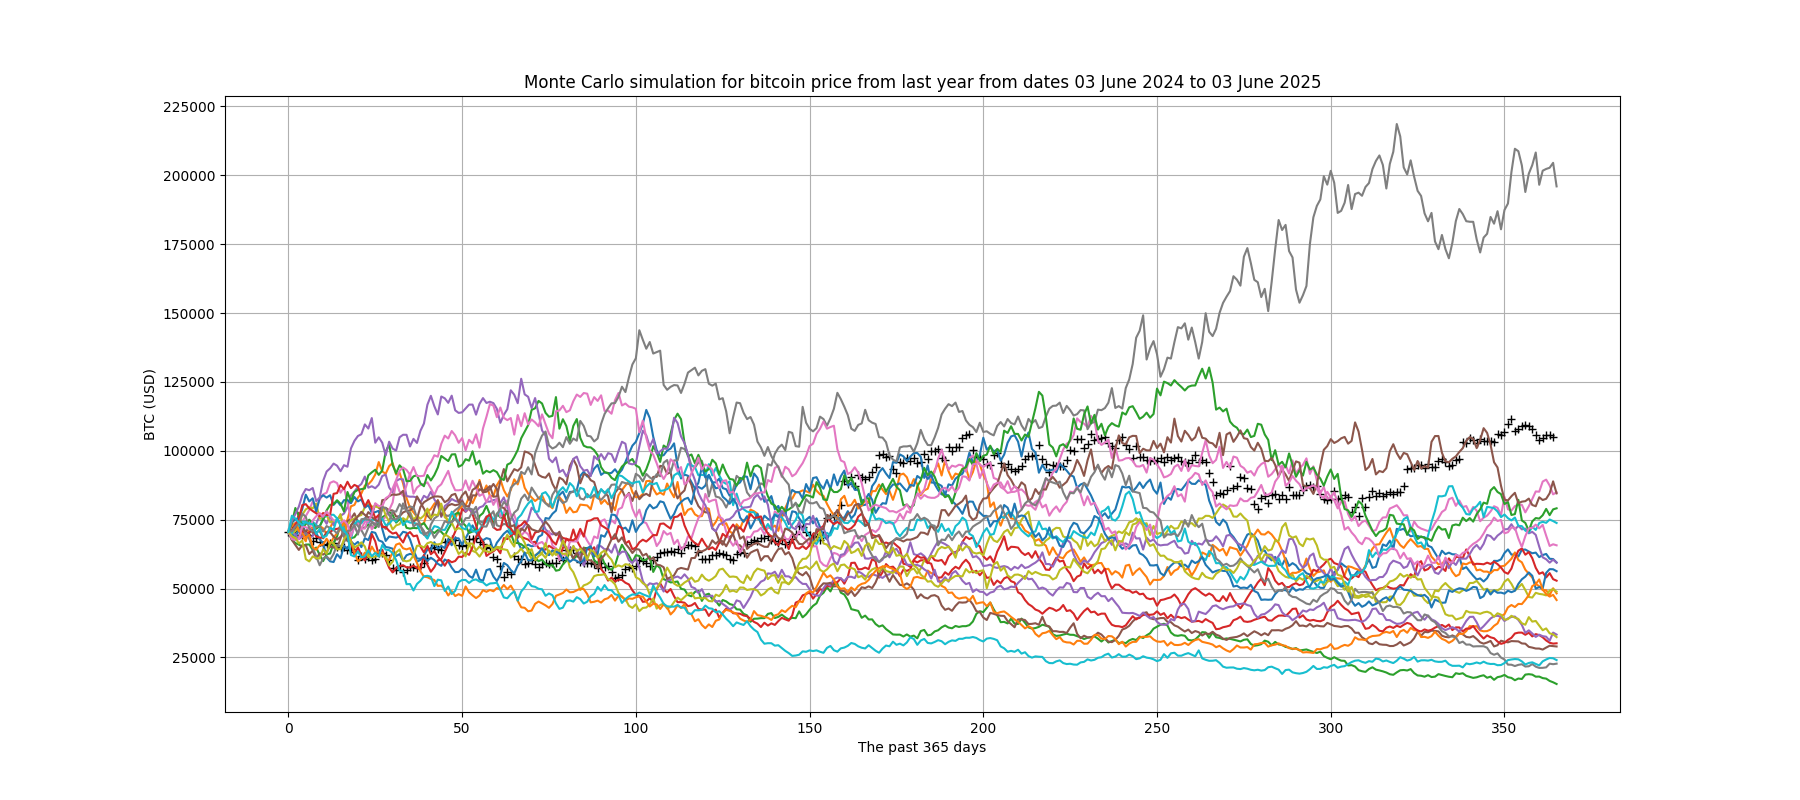 Monte Carlo simulation for bitcoin price from last year from dates 03 June 2024 to 03 June 2025
225000
200000
175000
150000
125000
100000
75000
50000
25000
BTC (USD)
0 50 100 150 200 250 300 350
The past 365 days